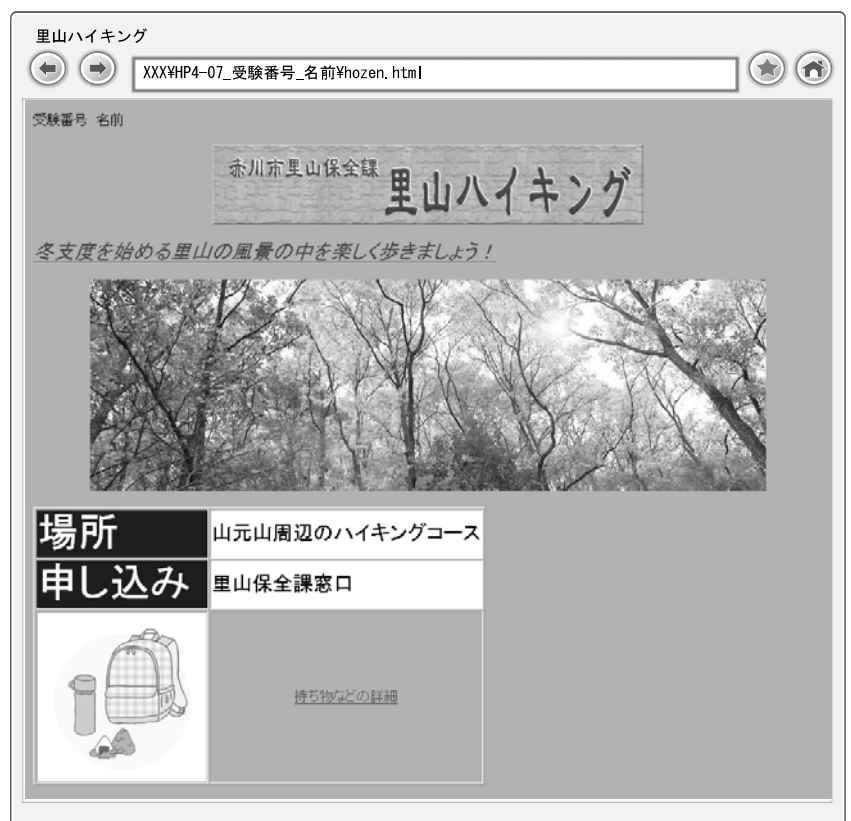 里山ハイキング
XXX¥HP4-07_受験番号_名前¥hozen.html
受験番号 名前
赤川市里山保全課 里山ハイキング
冬支度を始める里山の風景の中を楽しく歩きましょう！
場所 山元山周辺のハイキングコース
申し込み 里山保全課窓口
持ち物などの詳細